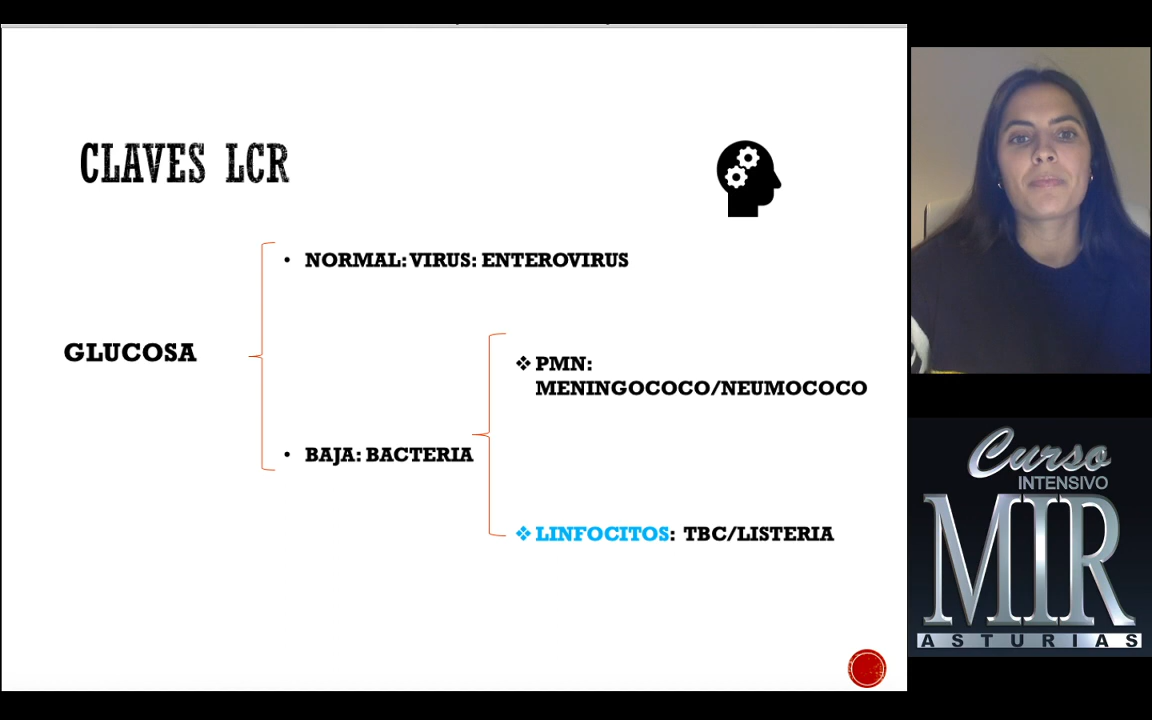 CLAVES LCR
• NORMAL: VIRUS: ENTEROVIRUS
GLUCOSA
❖ PMN:
MENINGOCOCO/NEUMOCOCO
• BAJA: BACTERIA
❖ LINFOCITOS: TBC/LISTERIA
Curso
INTENSIVO
MIR
ASTURIAS